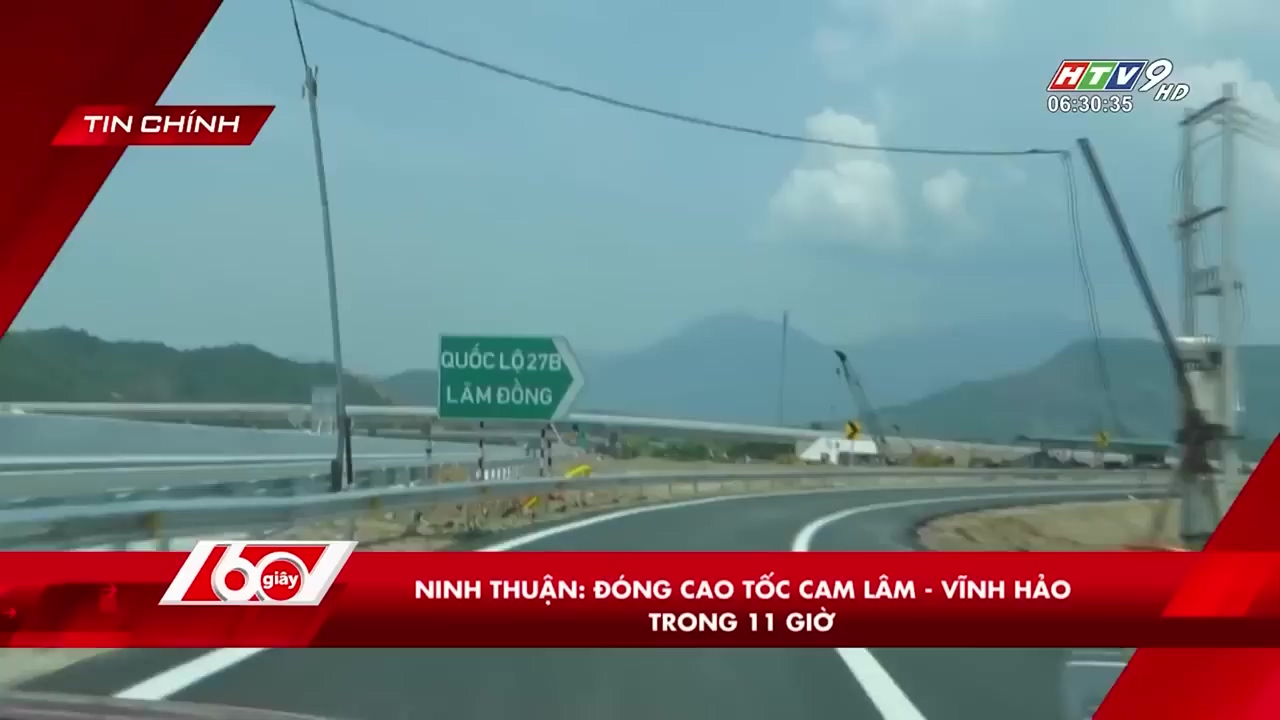 TIN CHÍNH
HTV9 HD
06:30:35
QUỐC LỘ 27B
LÂM ĐỒNG
60 giây
NINH THUẬN: ĐÓNG CAO TỐC CAM LÂM - VĨNH HẢO
TRONG 11 GIỜ